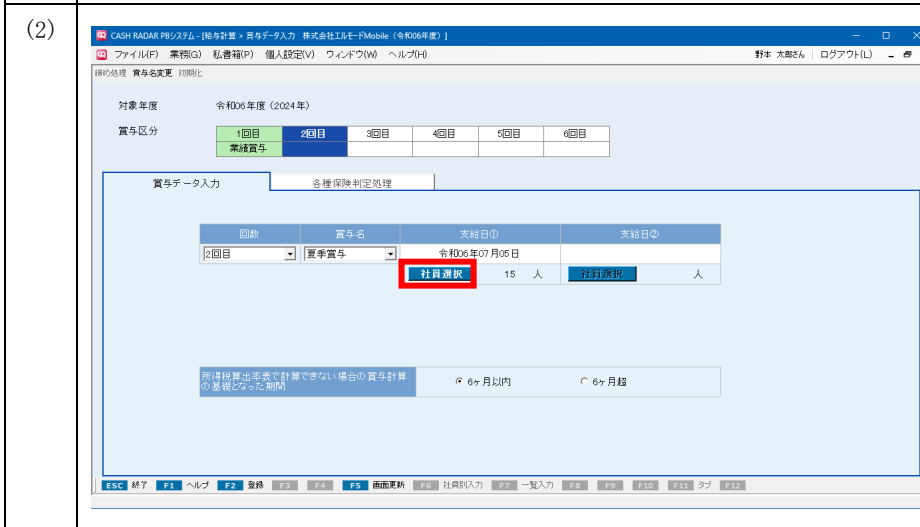 (2)
CASH RADAR PBシステム - [給与計算 > 賞与データ入力 株式会社エルモードMobile (令和06年度) ]
ファイル(F) 業務(G) 私書箱(P) 個人設定(V) ウィンドウ(W) ヘルプ(H) 野本 太郎さん ログアウト(L)
締め処理 賞与名変更 初期化
対象年度 令和06年度 (2024年)
賞与区分 1回目 2回目 3回目 4回目 5回目 6回目
業績賞与
賞与データ入力 各種保険判定処理
回数 賞与名 支給日① 支給日②
2回目 夏季賞与 令和06年07月05日
社員選択 15 人 社員選択 人
所得税算出率表で計算できない場合の賞与計算
の基礎となった期間
6ヶ月以内 6ヶ月超
ESC 終了 F1 ヘルプ F2 登録 F3 F4 F5 画面更新 F6 社員別入力 F7 一覧入力 F8 F9 F10 F11 タブ F12